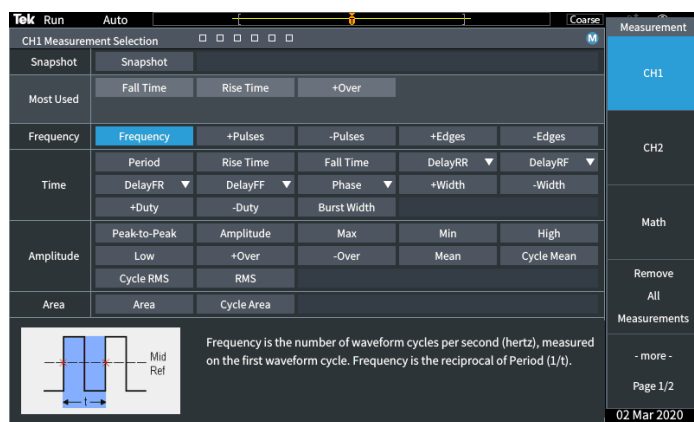 Tek Run Auto Coarse
Measurement
CH1 Measurement Selection M
Snapshot Snapshot
CH1
Most Used Fall Time Rise Time +Over
Frequency Frequency +Pulses -Pulses +Edges -Edges
CH2
Time Period Rise Time Fall Time DelayRR DelayRF
DelayFR DelayFF Phase +Width -Width
+Duty -Duty Burst Width
Math
Amplitude Peak-to-Peak Amplitude Max Min High
Low +Over -Over Mean Cycle Mean
Cycle RMS RMS
Remove
All
Measurements
Area Area Cycle Area
Frequency is the number of waveform cycles per second (hertz), measured
on the first waveform cycle. Frequency is the reciprocal of Period (1/t).
Mid
Ref
t
- more -
Page 1/2
02 Mar 2020